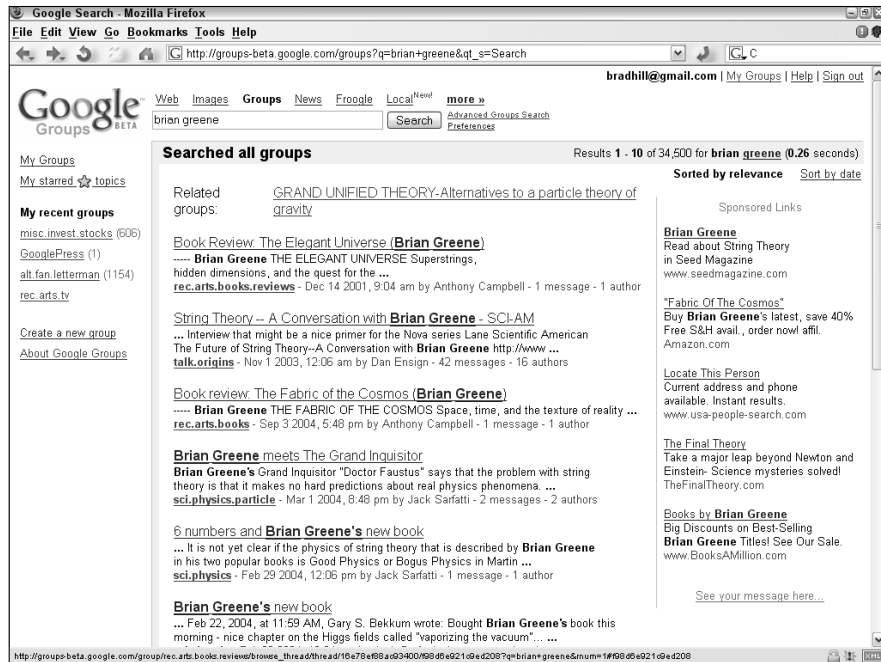 Google Search - Mozilla Firefox
File Edit View Go Bookmarks Tools Help
http://groups-beta.google.com/groups?q=brian+greene&qt_s=Search
G C
bradhill@gmail.com | My Groups | Help | Sign out
Google Groups BETA
Web Images Groups News Froogle Local New! more »
brian greene Search Advanced Groups Search
Preferences
My Groups
My starred topics
My recent groups
misc.invest.stocks (606)
GooglePress (1)
alt.fan.letterman (1154)
rec.arts.tv
Create a new group
About Google Groups
Searched all groups Results 1 - 10 of 34,500 for brian greene (0.26 seconds)
Sorted by relevance Sort by date
Related groups: GRAND UNIFIED THEORY-Alternatives to a particle theory of
gravity
Book Review: The Elegant Universe (Brian Greene)
----- Brian Greene THE ELEGANT UNIVERSE Superstrings,
hidden dimensions, and the quest for the ...
rec.arts.books.reviews - Dec 14 2001, 9:04 am by Anthony Campbell - 1 message - 1 author
String Theory -- A Conversation with Brian Greene - SCI-AM
... Interview that might be a nice primer for the Nova series Lane Scientific American
The Future of String Theory--A Conversation with Brian Greene http://www ...
talk.origins - Nov 1 2003, 12:06 am by Dan Ensign - 42 messages - 16 authors
Book review: The Fabric of the Cosmos (Brian Greene)
----- Brian Greene THE FABRIC OF THE COSMOS Space, time, and the texture of reality ...
rec.arts.books - Sep 3 2004, 5:48 pm by Anthony Campbell - 1 message - 1 author
Brian Greene meets The Grand Inquisitor
Brian Greene's Grand Inquisitor "Doctor Faustus" says that the problem with string
theory is that it makes no hard predictions about real physics phenomena. ...
sci.physics.particle - Mar 1 2004, 8:48 pm by Jack Sarfatti - 2 messages - 2 authors
6 numbers and Brian Greene's new book
... It is not yet clear if the physics of string theory that is described by Brian Greene
in his two popular books is Good Physics or Bogus Physics in Martin ...
sci.physics - Feb 29 2004, 12:06 pm by Jack Sarfatti - 1 message - 1 author
Brian Greene's new book
... Feb 22, 2004, at 11:59 AM, Gary S. Bekkum wrote: Bought Brian Greene's book this
morning - nice chapter on the Higgs fields called "vaporizing the vacuum"... ...
Sponsored Links
Brian Greene
Read about String Theory
in Seed Magazine
www.seedmagazine.com
"Fabric Of The Cosmos"
Buy Brian Greene's latest, save 40%
Free S&H avail., order now! affil.
Amazon.com
Locate This Person
Current address and phone
available. Instant results.
www.usa-people-search.com
The Final Theory
Take a major leap beyond Newton and
Einstein- Science mysteries solved!
TheFinalTheory.com
Books by Brian Greene
Big Discounts on Best-Selling
Brian Greene Titles! See Our Sale.
www.BooksAMillion.com
See your message here...
http://groups-beta.google.com/group/rec.arts.books.reviews/browse_thread/thread/16e78ef88ac93400/f98d6e921c9ed208?q=brian+greene&rnum=1#f98d6e921c9ed208
XML